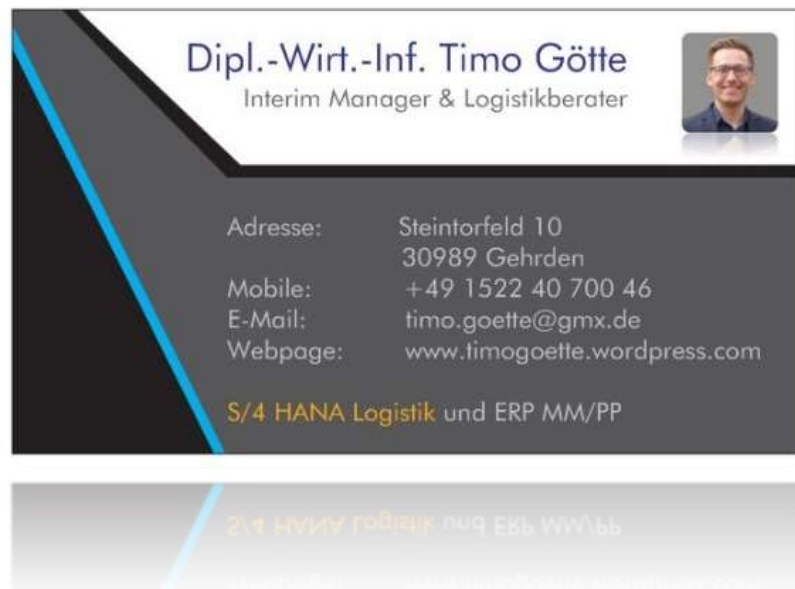 Dipl.-Wirt.-Inf. Timo Götte
Interim Manager & Logistikberater
Adresse: Steintorfeld 10
30989 Gehrden
Mobile: +49 1522 40 700 46
E-Mail: timo.goette@gmx.de
Webpage: www.timogoette.wordpress.com
S/4 HANA Logistik und ERP MM/PP